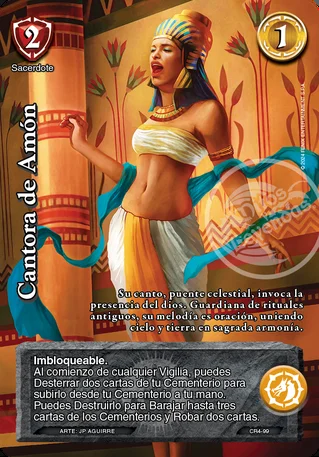 2
1
Sacerdote
Cantora de Amón
Su canto, puente celestial, invoca la
presencia del dios. Guardiana de rituales
antiguos, su melodía es oración, uniendo
cielo y tierra en sagrada armonía.
Imbloqueable.
Al comienzo de cualquier Vigilia, puedes
Desterrar dos cartas de tu Cementerio para
subirlo desde tu Cementerio a tu mano.
Puedes Destruirlo para Barajar hasta tres
cartas de los Cementerios y Robar dos cartas.
ARTE: JP AGUIRRE
CR4-99